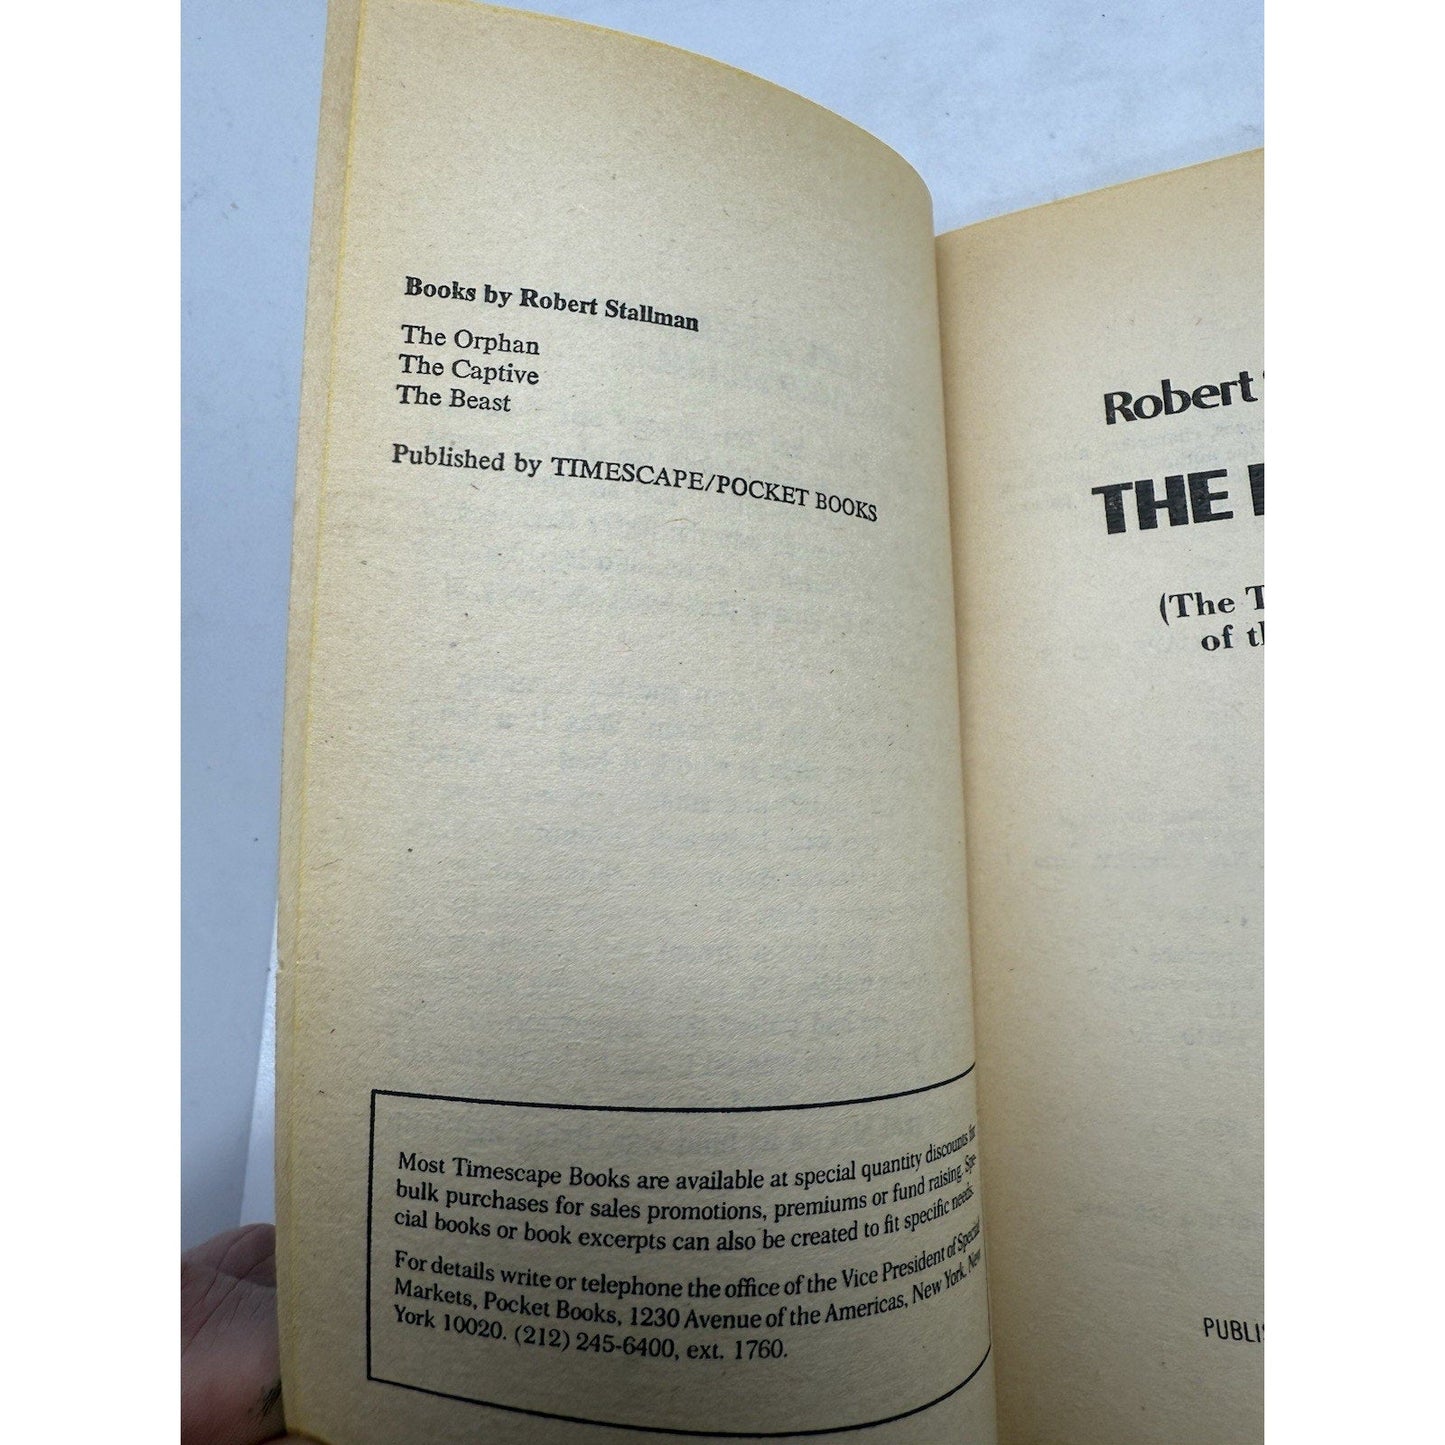 Books by Robert Stallman
The Orphan
The Captive
The Beast
Published by TIMESCAPE/POCKET BOOKS
Most Timescape Books are available at special quantity discounts for
bulk purchases for sales promotions, premiums or fund raising. Spe-
cial books or book excerpts can also be created to fit specific needs.
For details write or telephone the office of the Vice President of Special
Markets, Pocket Books, 1230 Avenue of the Americas, New York, New
York 10020. (212) 245-6400, ext. 1760.
Robert
THE
(The
of